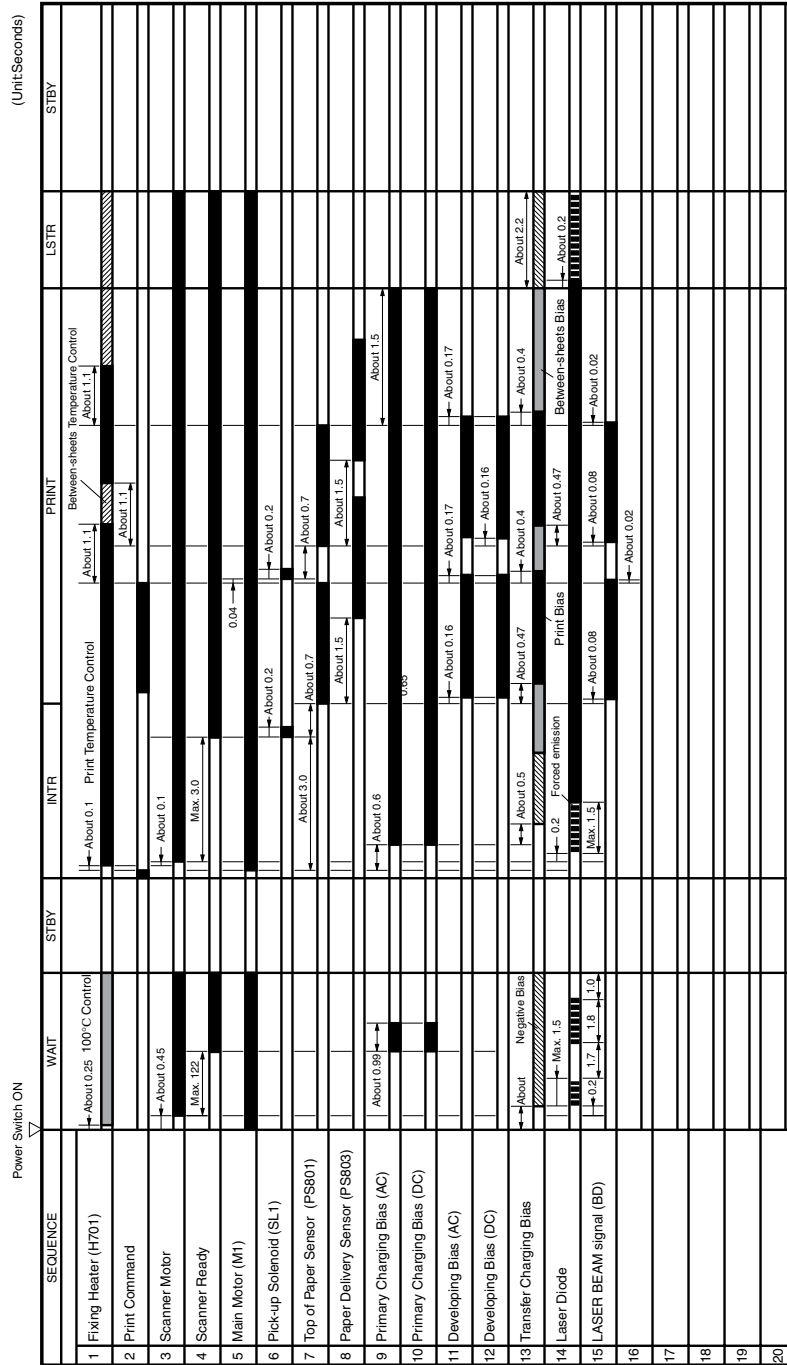 (Unit:Seconds)
Power Switch ON
SEQUENCE WAIT STBY INTR PRINT LSTR STBY
1 Fixing Heater (H701) About 0.25 100°C Control About 0.1 Print Temperature Control About 1.1 About 1.1
Between-sheets Temperature Control
2 Print Command About 1.1
3 Scanner Motor About 0.45 About 0.1
4 Scanner Ready Max. 122 Max. 3.0
5 Main Motor (M1) 0.04
6 Pick-up Solenoid (SL1) About 0.2 About 0.2
7 Top of Paper Sensor (PS801) About 3.0 About 0.7 About 0.7
8 Paper Delivery Sensor (PS803) About 1.5 About 1.5
9 Primary Charging Bias (AC) About 0.99 About 0.6 About 1.5
10 Primary Charging Bias (DC)
11 Developing Bias (AC) About 0.16 About 0.17 About 0.17
12 Developing Bias (DC) About 0.16
13 Transfer Charging Bias About Negative Bias About 0.5 About 0.47 About 0.4 About 0.4 About 2.2
14 Laser Diode Max. 1.5 0.2 Forced emission Print Bias About 0.47 Between-sheets Bias About 0.2
15 LASER BEAM signal (BD) 0.2 1.7 1.8 1.0 Max. 1.5 About 0.08 About 0.08 About 0.02
16 About 0.02
17
18
19
20